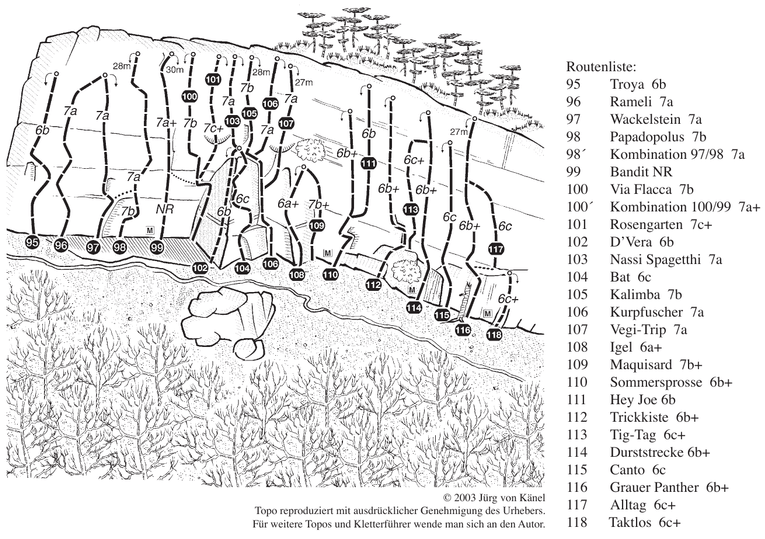 28m
30m
28m
27m
101
100
7b
7a
106
103
105
7a
107
6b
7a
7a
7a+
7b
7c+
7a
6b
111
27m
6b+
6b+
6c+
6b+
7a
7b
NR
6b
6c
6a+
7b+
109
113
6c
6b+
6c
117
95
96
97
98
99
M
102
104
106
108
M
110
112
M
114
115
M
116
6c+
118
Routenliste:
95 Troya 6b
96 Rameli 7a
97 Wackelstein 7a
98 Papadopolus 7b
98´ Kombination 97/98 7a
99 Bandit NR
100 Via Flacca 7b
100´ Kombination 100/99 7a+
101 Rosengarten 7c+
102 D’Vera 6b
103 Nassi Spagetthi 7a
104 Bat 6c
105 Kalimba 7b
106 Kurpfuscher 7a
107 Vegi-Trip 7a
108 Igel 6a+
109 Maquisard 7b+
110 Sommersprosse 6b+
111 Hey Joe 6b
112 Trickkiste 6b+
113 Tig-Tag 6c+
114 Durststrecke 6b+
115 Canto 6c
116 Grauer Panther 6b+
117 Alltag 6c+
118 Taktlos 6c+
© 2003 Jürg von Känel
Topo reproduziert mit ausdrücklicher Genehmigung des Urhebers.
Für weitere Topos und Kletterführer wende man sich an den Autor.